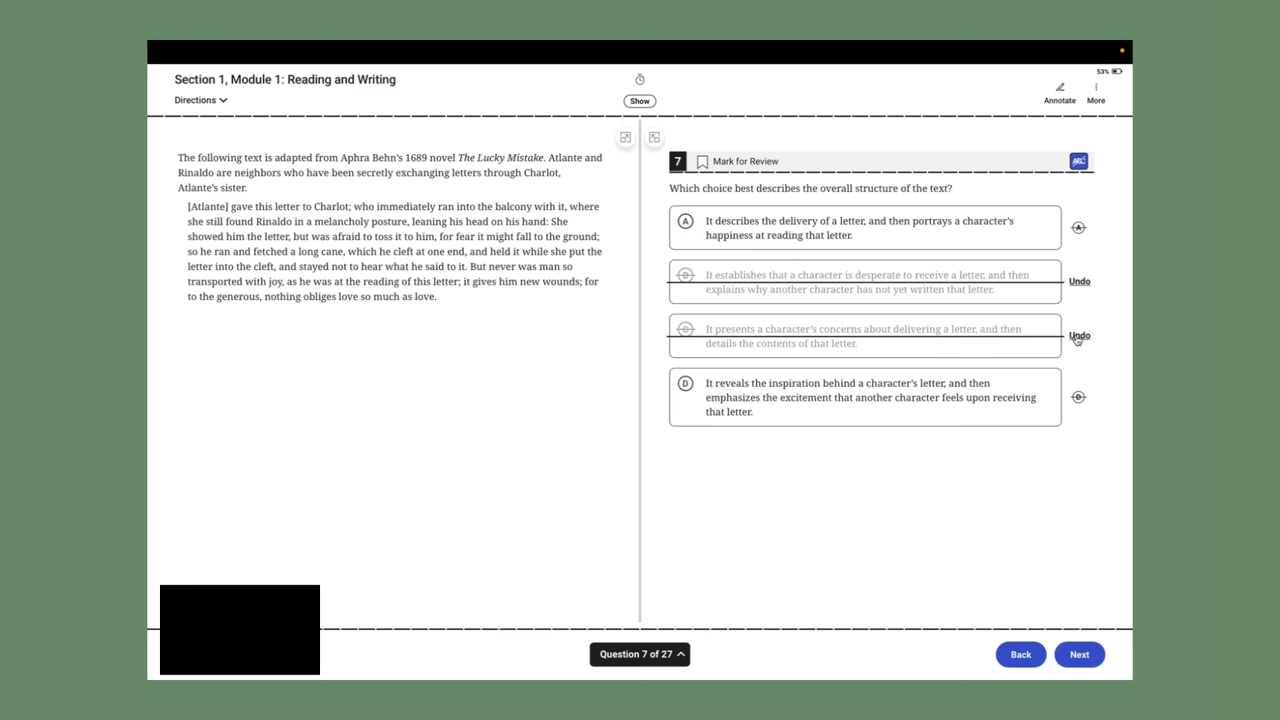 53%
Section 1, Module 1: Reading and Writing
Directions
Show
Annotate
More
The following text is adapted from Aphra Behn's 1689 novel The Lucky Mistake. Atlante and
Rinaldo are neighbors who have been secretly exchanging letters through Charlot,
Atlante's sister.
[Atlante] gave this letter to Charlot; who immediately ran into the balcony with it, where
she still found Rinaldo in a melancholy posture, leaning his head on his hand: She
showed him the letter, but was afraid to toss it to him, for fear it might fall to the ground;
so he ran and fetched a long cane, which he cleft at one end, and held it while she put the
letter into the cleft, and stayed not to hear what he said to it. But never was man so
transported with joy, as he was at the reading of this letter; it gives him new wounds; for
to the generous, nothing obliges love so much as love.
7 Mark for Review ABC
Which choice best describes the overall structure of the text?
A It describes the delivery of a letter, and then portrays a character's
happiness at reading that letter.
A
B It establishes that a character is desperate to receive a letter, and then
explains why another character has not yet written that letter.
Undo
C It presents a character's concerns about delivering a letter, and then
details the contents of that letter.
Undo
D It reveals the inspiration behind a character's letter, and then
emphasizes the excitement that another character feels upon receiving
that letter.
D
Question 7 of 27
Back
Next